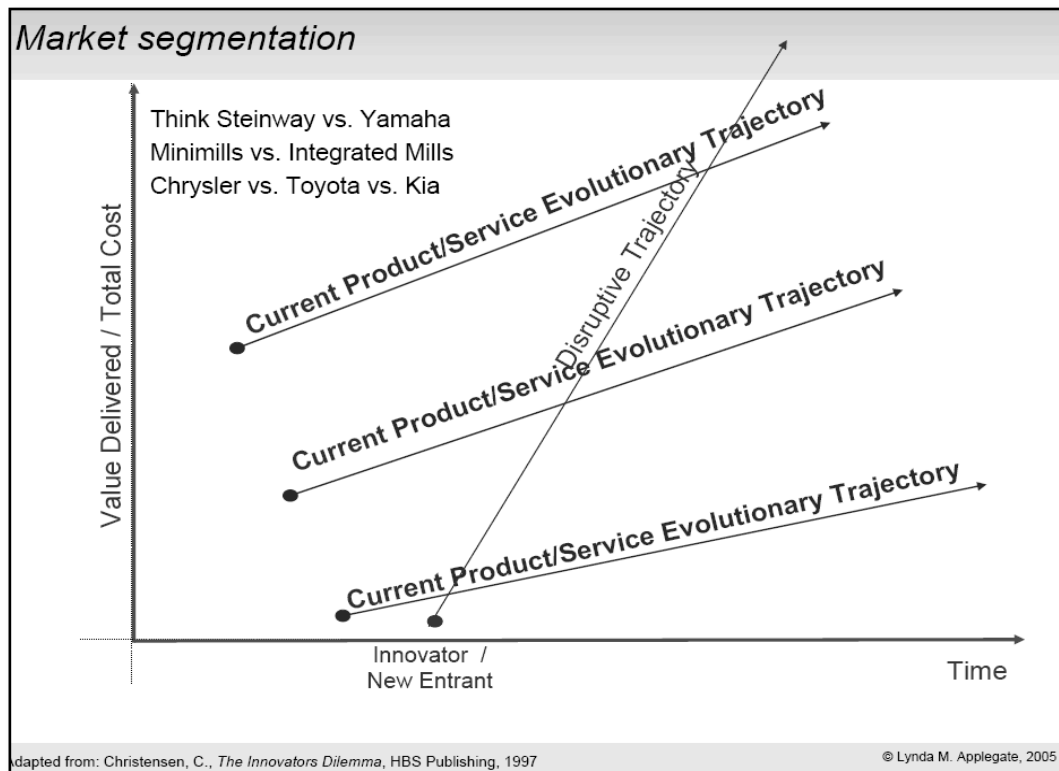 Market segmentation
Think Steinway vs. Yamaha
Minimills vs. Integrated Mills
Chrysler vs. Toyota vs. Kia
Value Delivered / Total Cost
Current Product/Service Evolutionary Trajectory
Disruptive Trajectory
Current Product/Service Evolutionary Trajectory
Current Product/Service Evolutionary Trajectory
Innovator /
New Entrant
Time
Adapted from: Christensen, C., The Innovators Dilemma, HBS Publishing, 1997
© Lynda M. Applegate, 2005